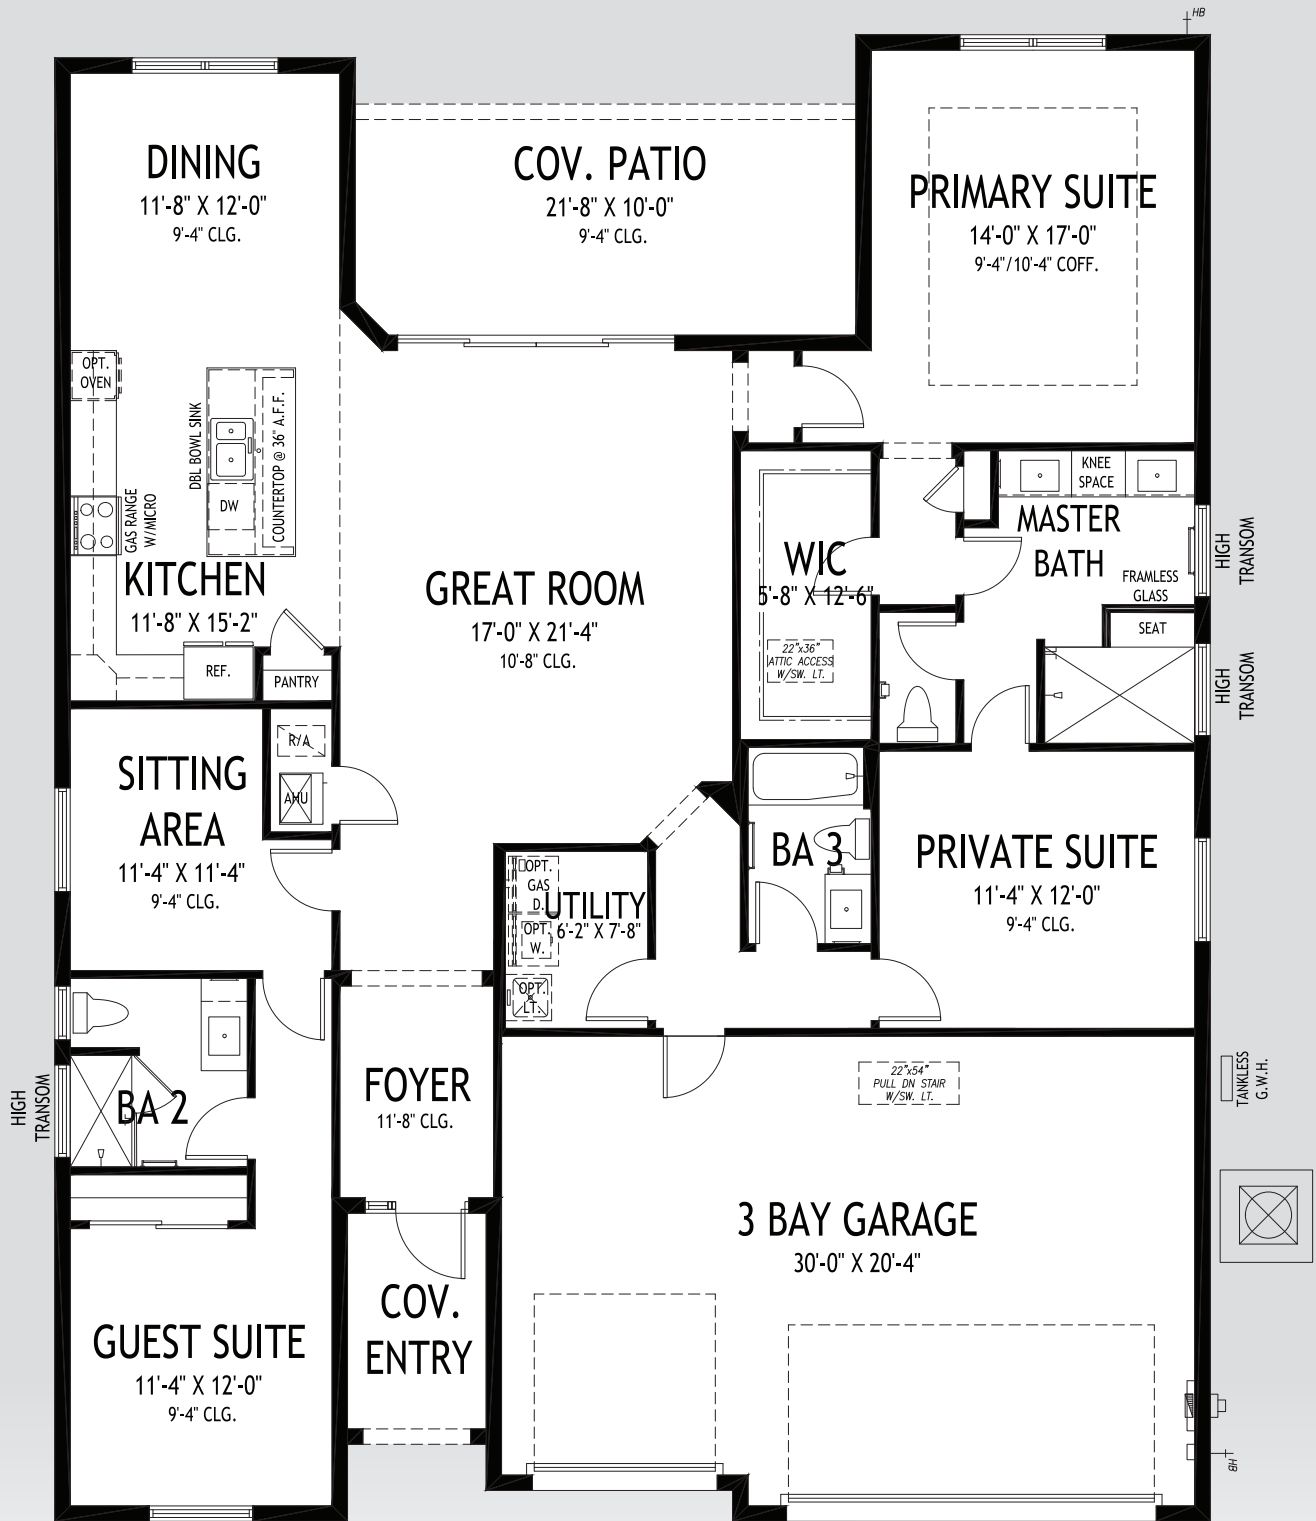 HB
DINING
11'-8" X 12'-0"
9'-4" CLG.
COV. PATIO
21'-8" X 10'-0"
9'-4" CLG.
PRIMARY SUITE
14'-0" X 17'-0"
9'-4"/10'-4" COFF.
OPT.
OVEN
DBL BOWL SINK
DW
COUNTERTOP @ 36" A.F.F.
GAS RANGE
W/MICRO
KITCHEN
11'-8" X 15'-2"
REF.
PANTRY
GREAT ROOM
17'-0" X 21'-4"
10'-8" CLG.
WIC
5'-8" X 12'-6"
22"x36"
ATTIC ACCESS
W/SW. LT.
KNEE
SPACE
MASTER
BATH
FRAMLESS
GLASS
SEAT
HIGH
TRANSOM
HIGH
TRANSOM
R/A
AHU
SITTING
AREA
11'-4" X 11'-4"
9'-4" CLG.
OPT.
GAS
D.
UTILITY
6'-2" X 7'-8"
OPT.
W.
OPT.
LT.
BA 3
PRIVATE SUITE
11'-4" X 12'-0"
9'-4" CLG.
HIGH
TRANSOM
BA 2
FOYER
11'-8" CLG.
22"x54"
PULL DN STAIR
W/SW. LT.
TANKLESS
G.W.H.
3 BAY GARAGE
30'-0" X 20'-4"
COV.
ENTRY
GUEST SUITE
11'-4" X 12'-0"
9'-4" CLG.
HB